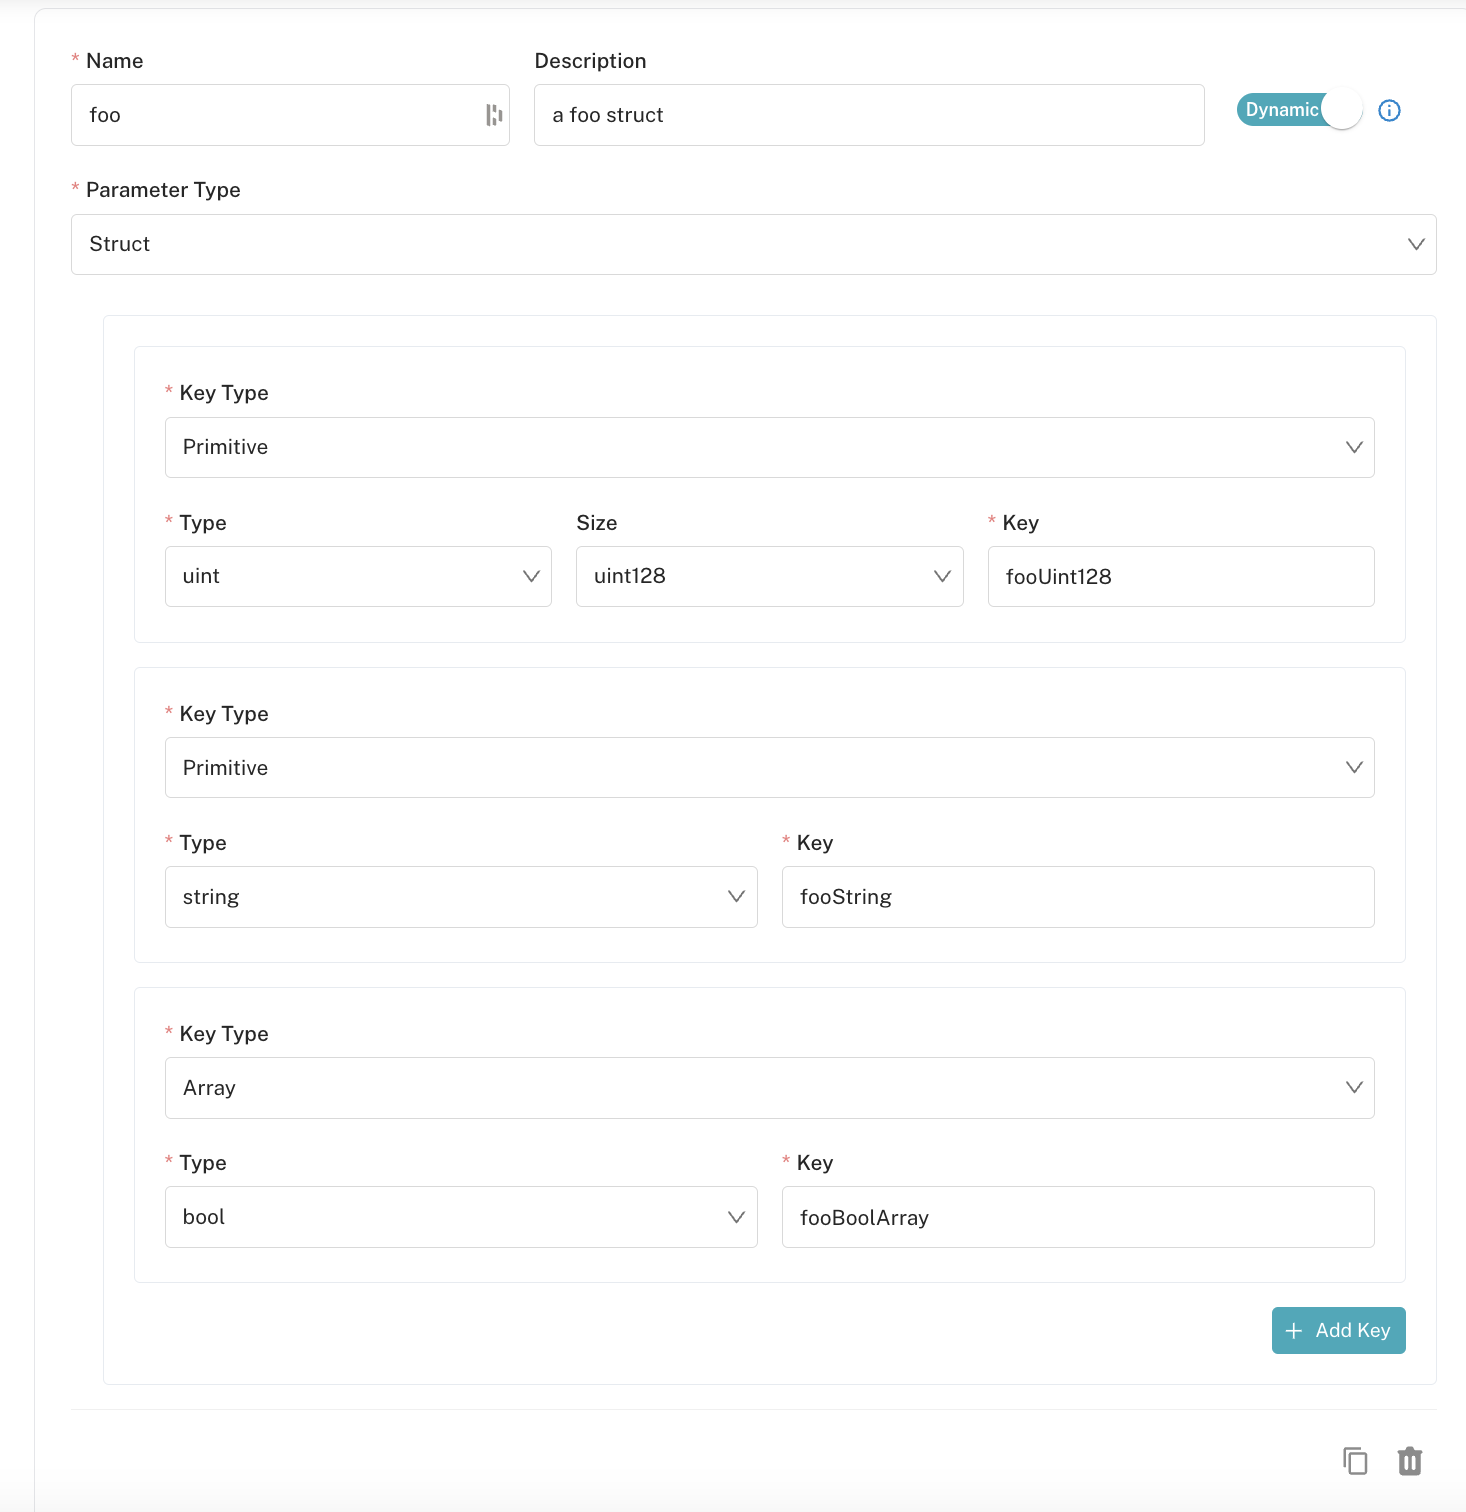 * Name
Description
foo
a foo struct
Dynamic
* Parameter Type
Struct
* Key Type
Primitive
* Type
Size
* Key
uint
uint128
fooUint128
* Key Type
Primitive
* Type
* Key
string
fooString
* Key Type
Array
* Type
* Key
bool
fooBoolArray
+ Add Key